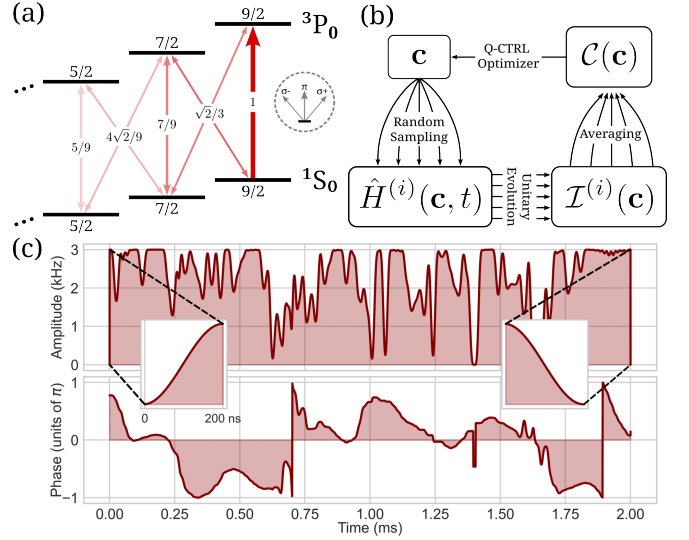 (a)
9/2
³P₀
7/2
5/2
...
σ-
π
σ+
5/9
4√2/9
7/9
√2/3
1
¹S₀
9/2
7/2
5/2
...
(b)
c
Q-CTRL
Optimizer
𝒞(c)
Random
Sampling
Averaging
Ĥ⁽ⁱ⁾(c, t)
Unitary
Evolution
ℐ⁽ⁱ⁾(c)
(c)
Amplitude (kHz)
3
2
1
0
0
200 ns
Phase (units of π)
1
0
−1
0.00
0.25
0.50
0.75
1.00
1.25
1.50
1.75
2.00
Time (ms)